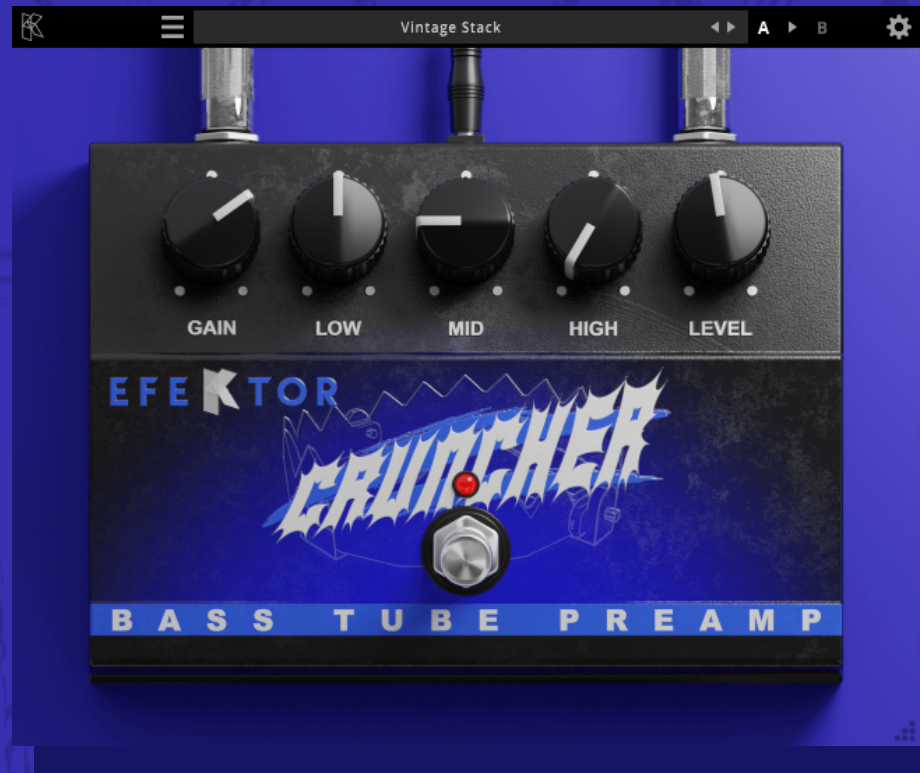 Vintage Stack
A B
GAIN LOW MID HIGH LEVEL
EFEKTOR
CRUNCHER
BASS TUBE PREAMP